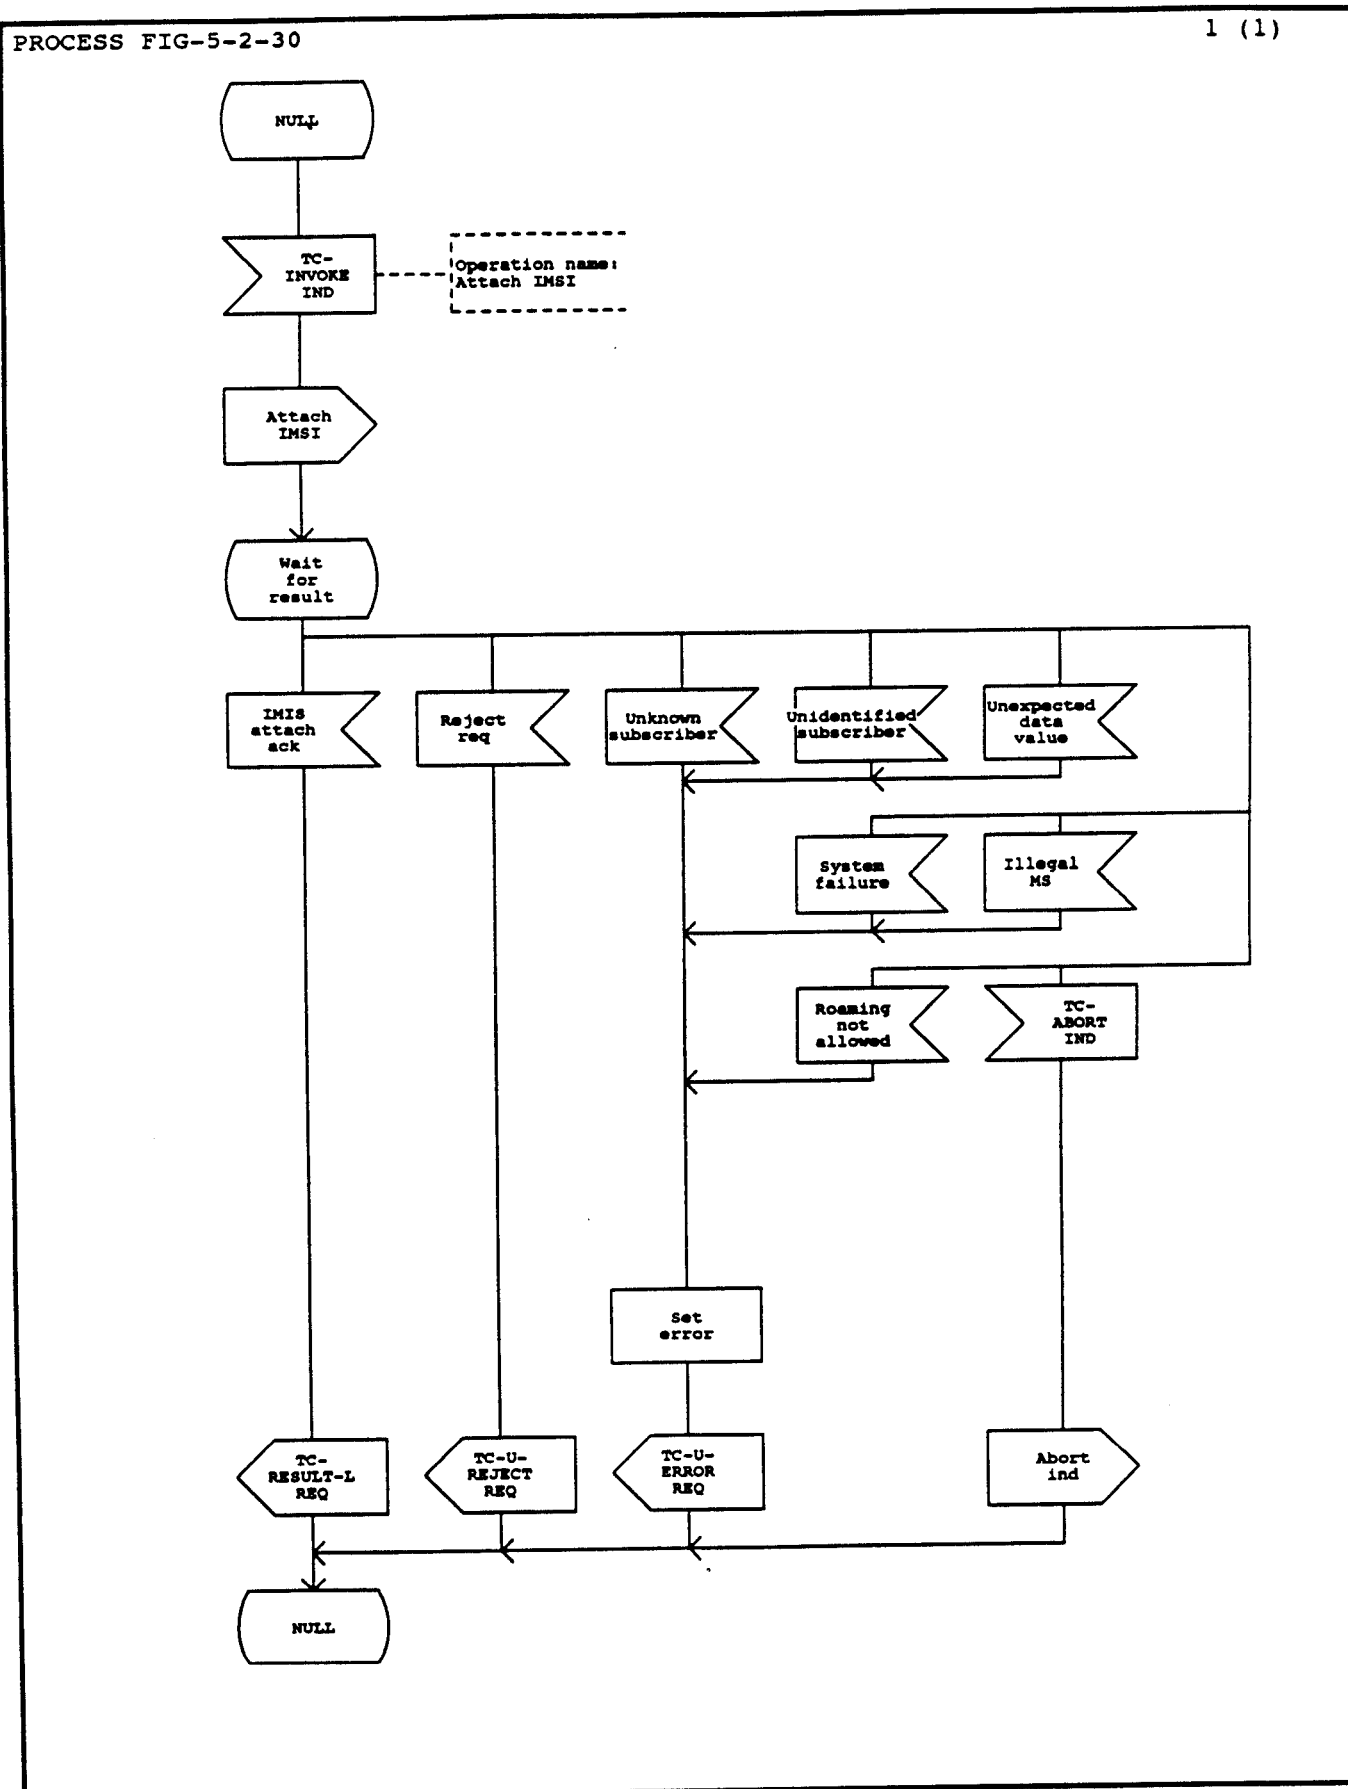 PROCESS FIG-5-2-30
1 (1)
NULL
TC-
INVOKE
IND
Operation name:
Attach IMSI
Attach
IMSI
Wait
for
result
IMIS
attach
ack
Reject
req
Unknown
subscriber
Unidentified
subscriber
Unexpected
data
value
System
failure
Illegal
MS
Roaming
not
allowed
TC-
ABORT
IND
Set
error
TC-
RESULT-L
REQ
TC-U-
REJECT
REQ
TC-U-
ERROR
REQ
Abort
ind
NULL